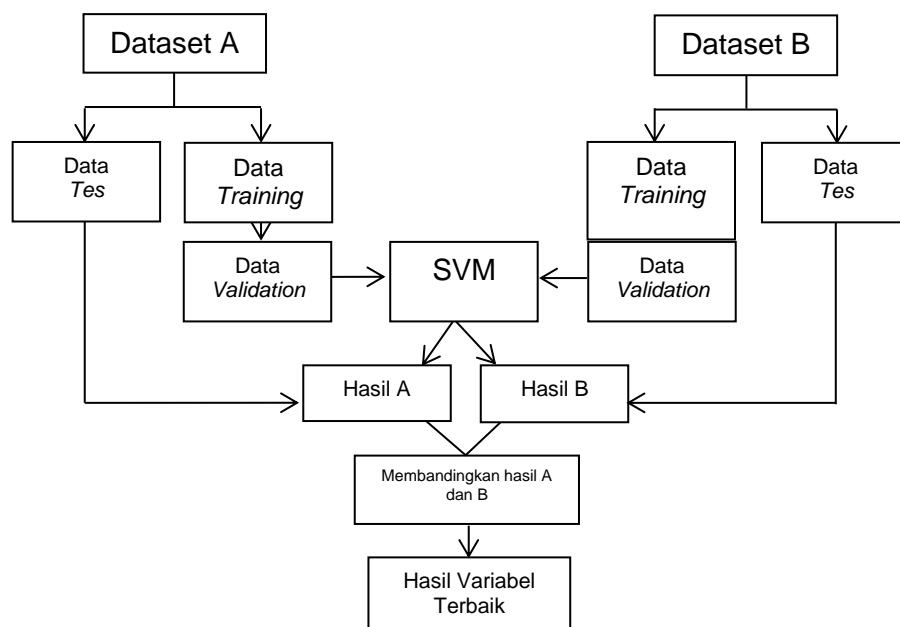 Dataset A
Dataset B
Data
Tes
Data
Training
Data
Training
Data
Tes
Data
Validation
SVM
Data
Validation
Hasil A
Hasil B
Membandingkan hasil A
dan B
Hasil Variabel
Terbaik